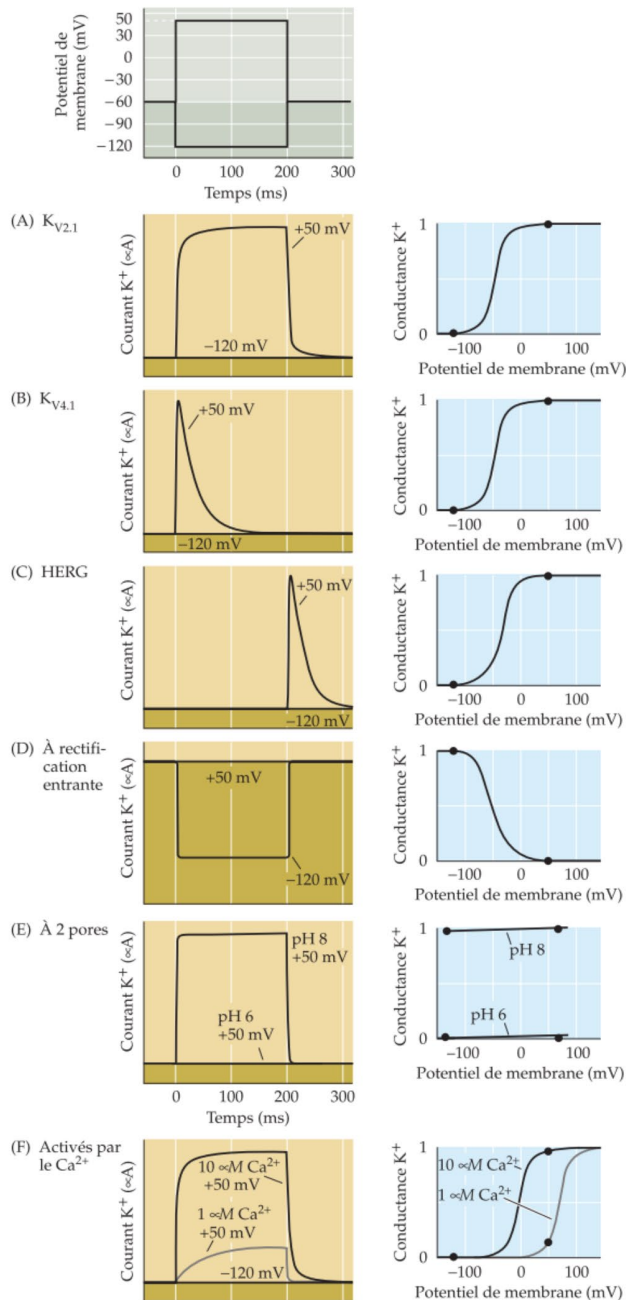 Potentiel de
membrane (mV)
50
30
0
−30
−60
−90
−120
0 100 200 300
Temps (ms)
(A) KV2.1
Courant K+ (∝A)
+50 mV
−120 mV
Conductance K+
1
0
−100 0 100
Potentiel de membrane (mV)
(B) KV4.1
Courant K+ (∝A)
+50 mV
−120 mV
Conductance K+
1
0
−100 0 100
Potentiel de membrane (mV)
(C) HERG
Courant K+ (∝A)
+50 mV
−120 mV
Conductance K+
1
0
−100 0 100
Potentiel de membrane (mV)
(D) À rectifi-
cation
entrante
Courant K+ (∝A)
+50 mV
−120 mV
Conductance K+
1
0
−100 0 100
Potentiel de membrane (mV)
(E) À 2 pores
Courant K+ (∝A)
pH 8
+50 mV
pH 6
+50 mV
0 100 200 300
Temps (ms)
Conductance K+
1
pH 8
pH 6
0
−100 0 100
Potentiel de membrane (mV)
(F) Activés par
le Ca2+
Courant K+ (∝A)
10 ∝M Ca2+
+50 mV
1 ∝M Ca2+
+50 mV
−120 mV
Conductance K+
1
10 ∝M Ca2+
1 ∝M Ca2+
0
−100 0 100
Potentiel de membrane (mV)